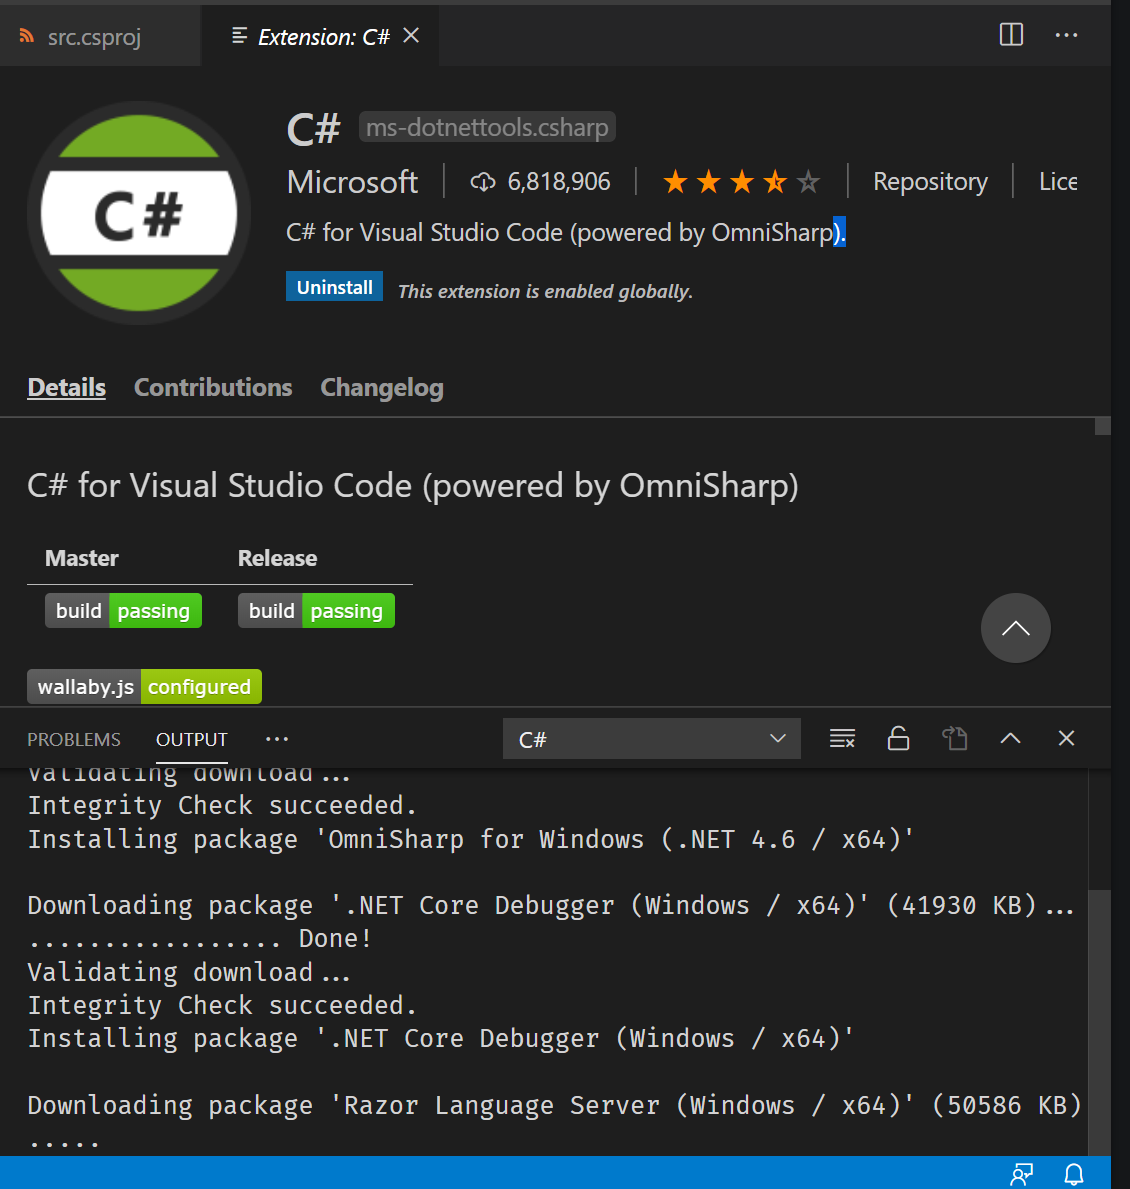 src.csproj
Extension: C#
C# ms-dotnettools.csharp
Microsoft 6,818,906 Repository Lice
C# for Visual Studio Code (powered by OmniSharp).
Uninstall This extension is enabled globally.
C#
Details Contributions Changelog
C# for Visual Studio Code (powered by OmniSharp)
Master Release
build passing build passing
wallaby.js configured
PROBLEMS OUTPUT ... C#
Validating download...
Integrity Check succeeded.
Installing package 'OmniSharp for Windows (.NET 4.6 / x64)'
Downloading package '.NET Core Debugger (Windows / x64)' (41930 KB)...
................. Done!
Validating download...
Integrity Check succeeded.
Installing package '.NET Core Debugger (Windows / x64)'
Downloading package 'Razor Language Server (Windows / x64)' (50586 KB)
.....